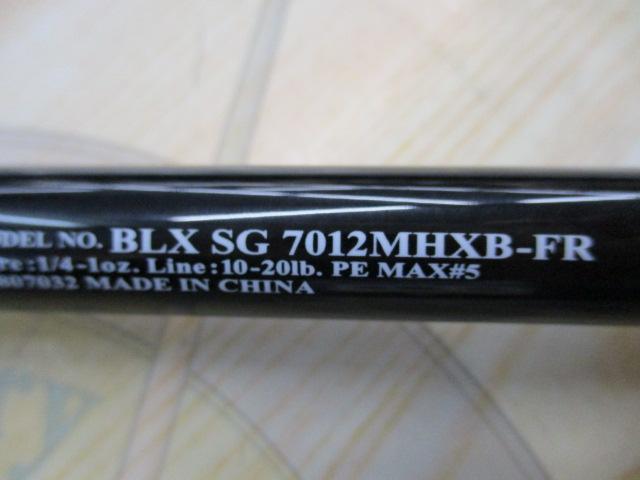 MODEL NO. BLX SG 7012MHXB-FR
re:1/4-1oz. Line:10-20lb. PE MAX#5
807032 MADE IN CHINA